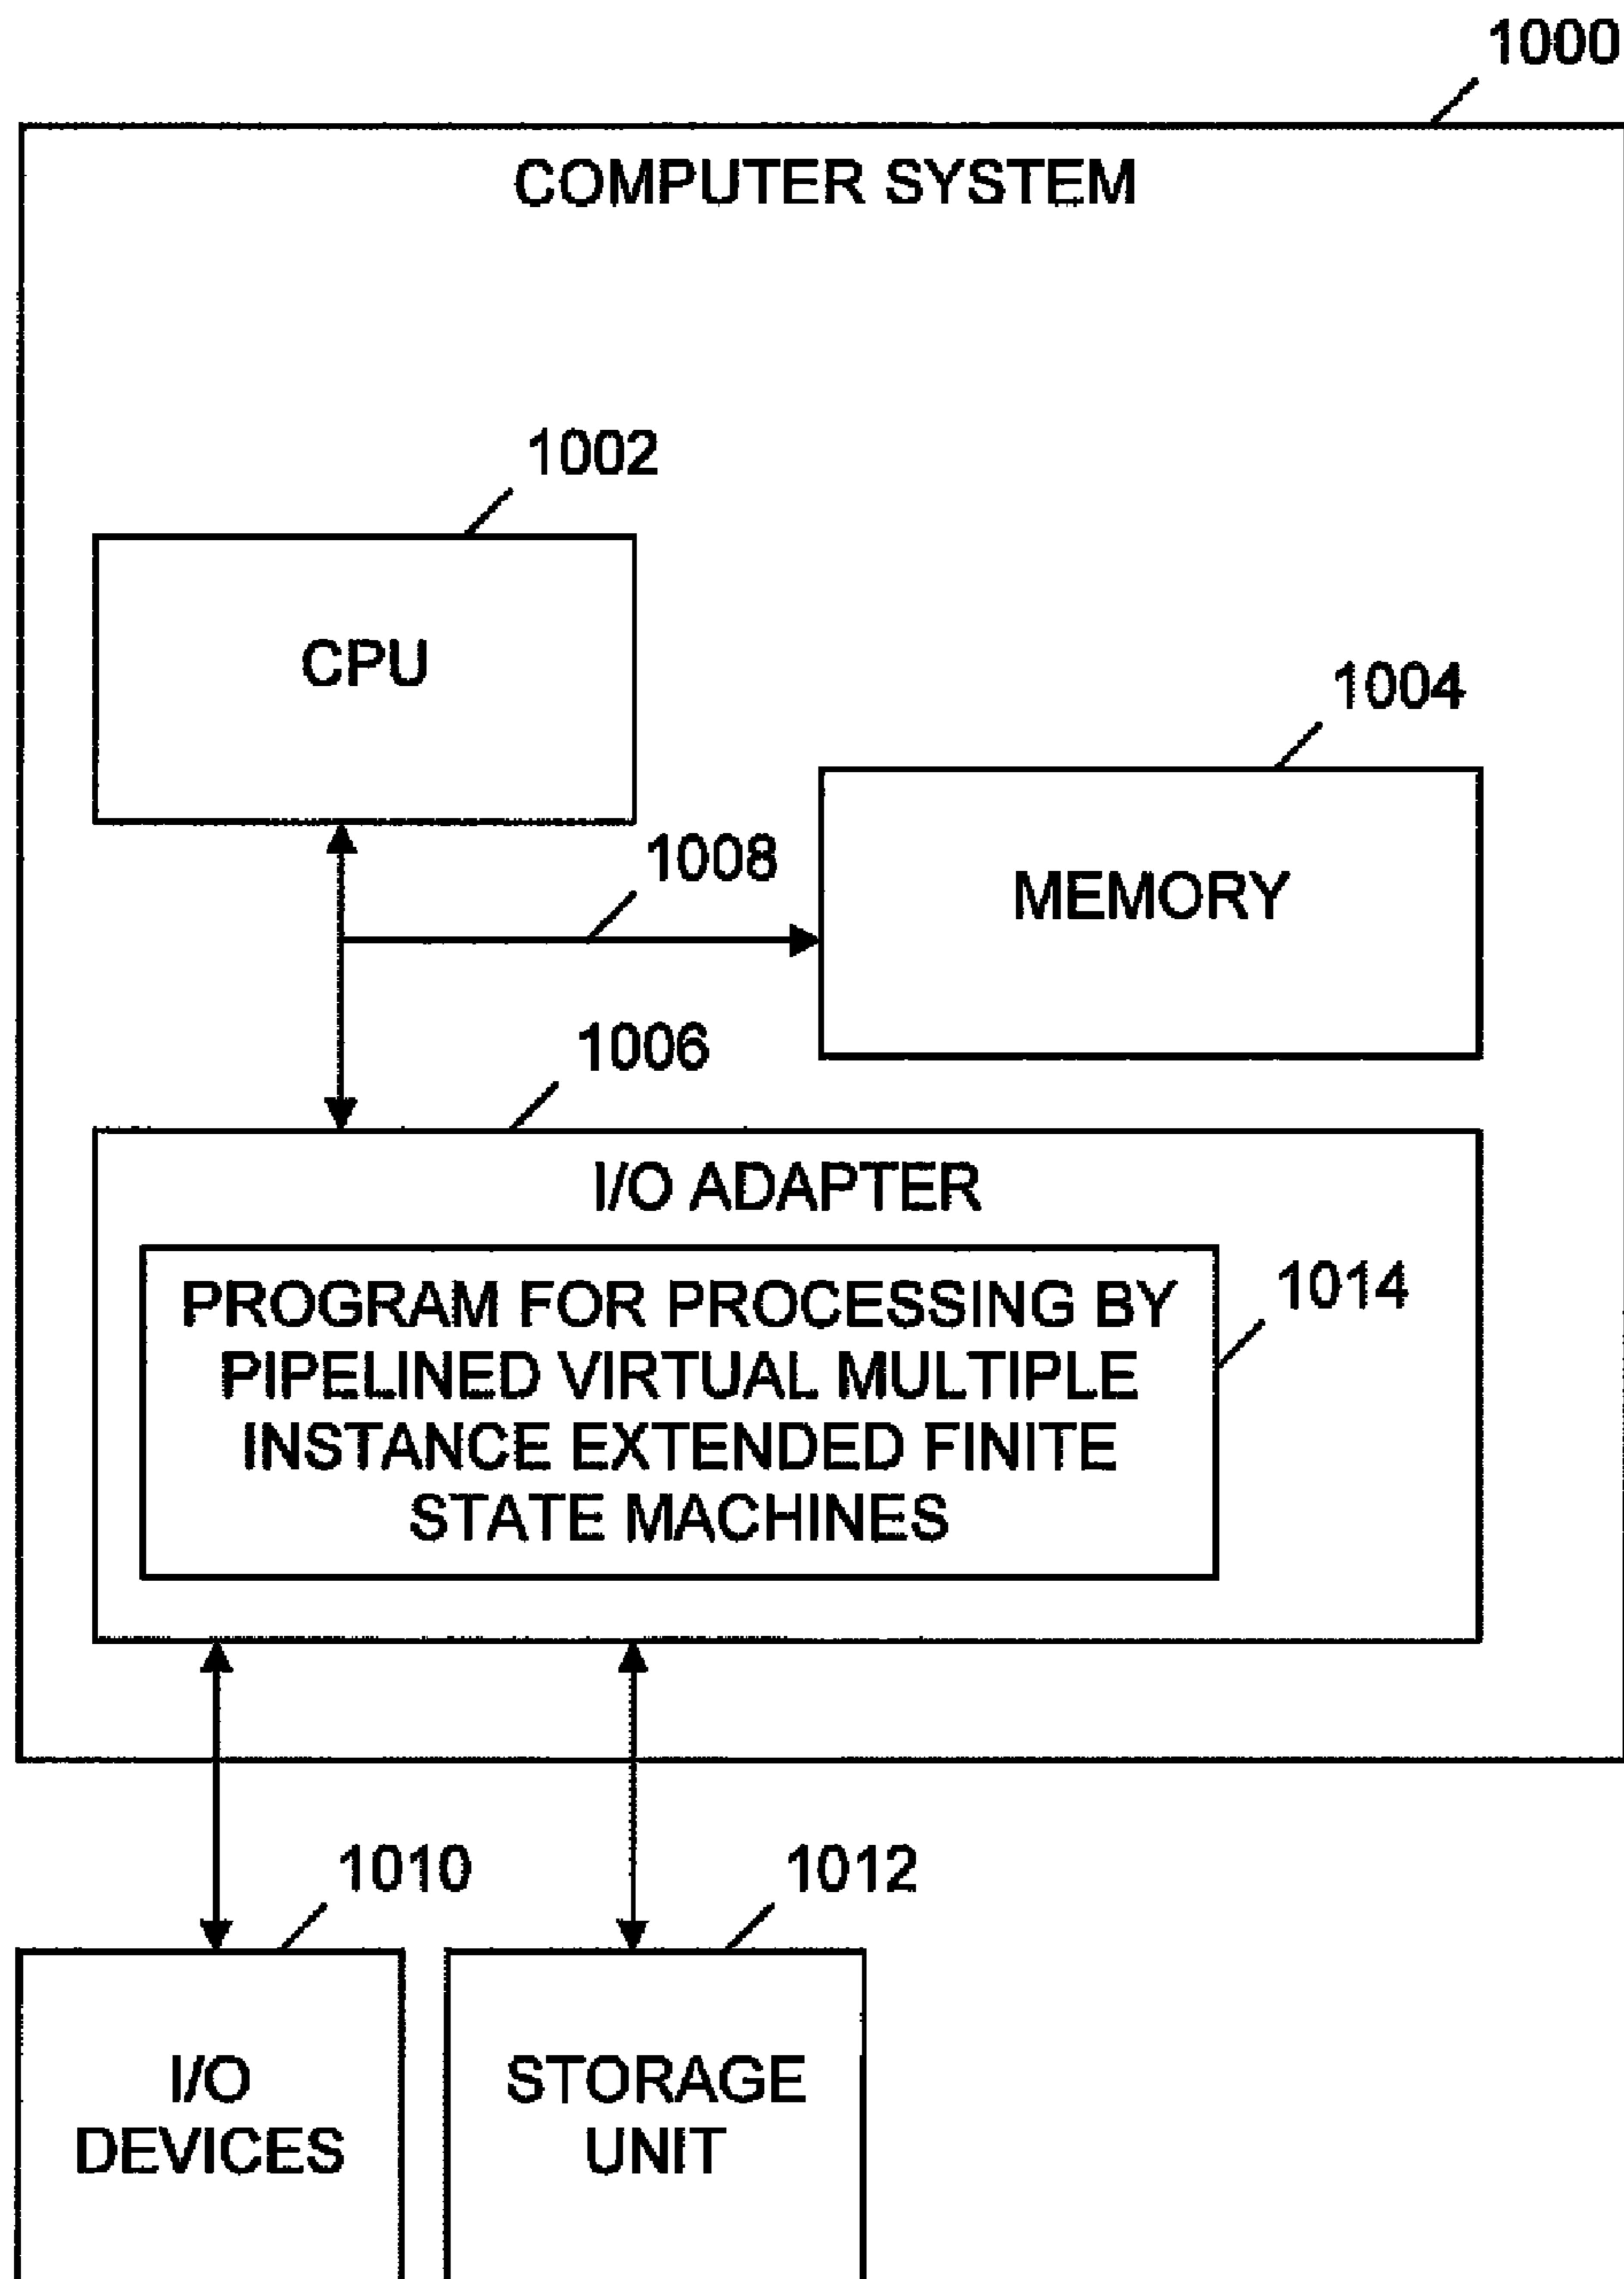 1000
COMPUTER SYSTEM
1002
CPU
1004
MEMORY
1008
1006
I/O ADAPTER
PROGRAM FOR PROCESSING BY
PIPELINED VIRTUAL MULTIPLE
INSTANCE EXTENDED FINITE
STATE MACHINES
1014
1010
1012
I/O
DEVICES
STORAGE
UNIT